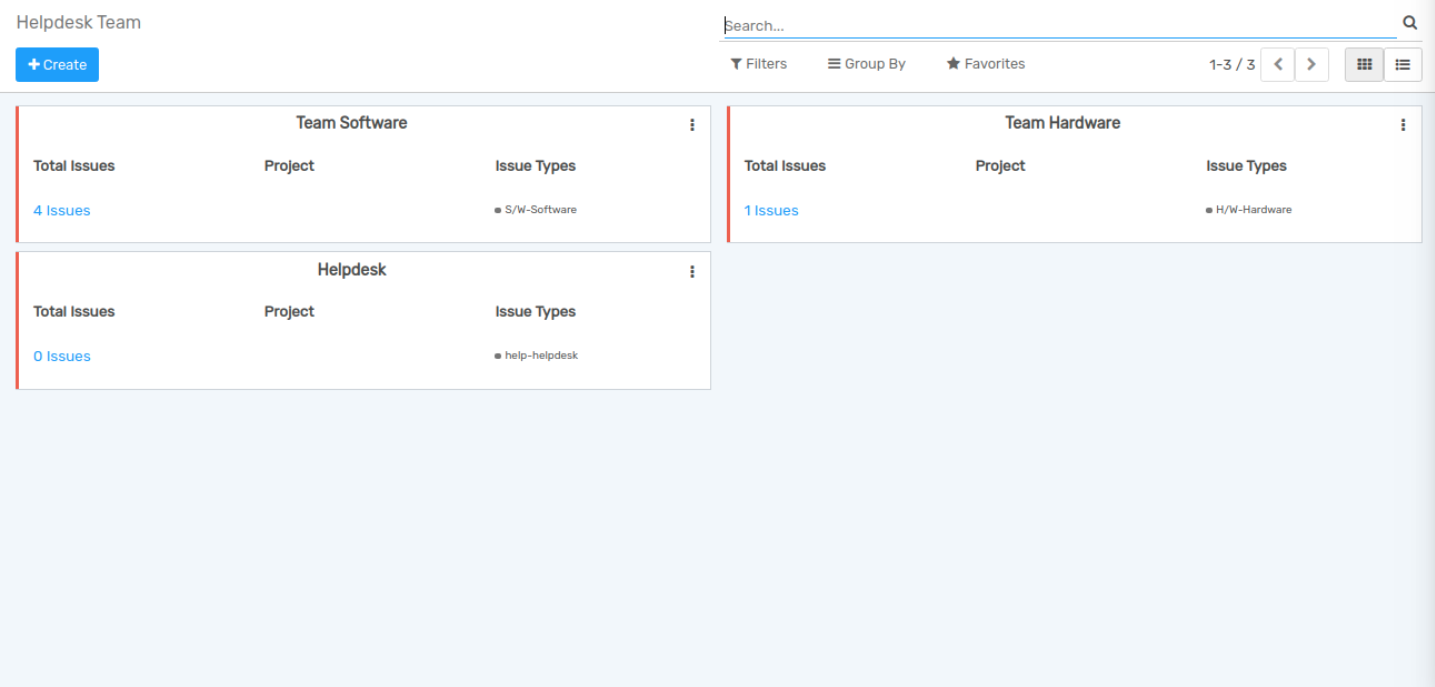 Helpdesk Team
Search...
Create
Filters
Group By
Favorites
1-3 / 3
Team Software
Total Issues Project Issue Types
4 Issues S/W-Software
Team Hardware
Total Issues Project Issue Types
1 Issues H/W-Hardware
Helpdesk
Total Issues Project Issue Types
0 Issues help-helpdesk